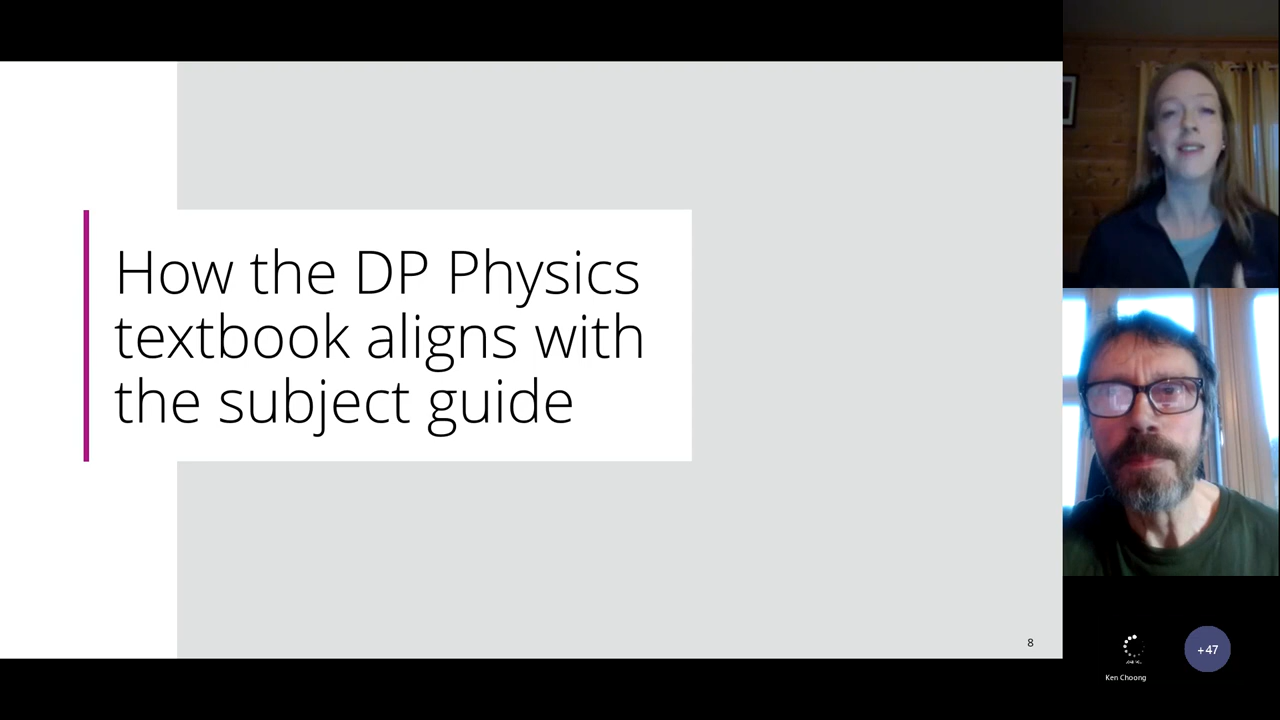 How the DP Physics
textbook aligns with
the subject guide
8
+47
Ken Choong